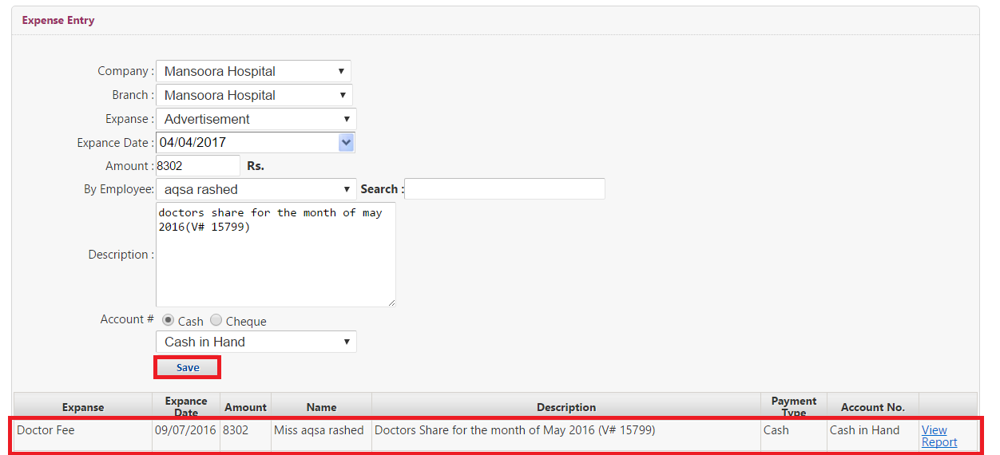 Expense Entry
Company : Mansoora Hospital
Branch : Mansoora Hospital
Expanse : Advertisement
Expance Date : 04/04/2017
Amount : 8302 Rs.
By Employee: aqsa rashed Search :
doctors share for the month of may
2016(V# 15799)
Description :
Account # Cash Cheque
Cash in Hand
Save
Expanse Expance Date Amount Name Description Payment Type Account No.
Doctor Fee 09/07/2016 8302 Miss aqsa rashed Doctors Share for the month of May 2016 (V# 15799) Cash Cash in Hand View
Report